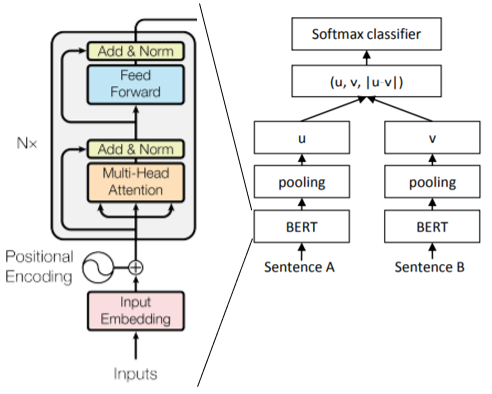 Add & Norm
Feed
Forward
Nx
Add & Norm
Multi-Head
Attention
Positional
Encoding
Input
Embedding
Inputs
Softmax classifier
(u, v, |u-v|)
u
v
pooling
pooling
BERT
BERT
Sentence A
Sentence B